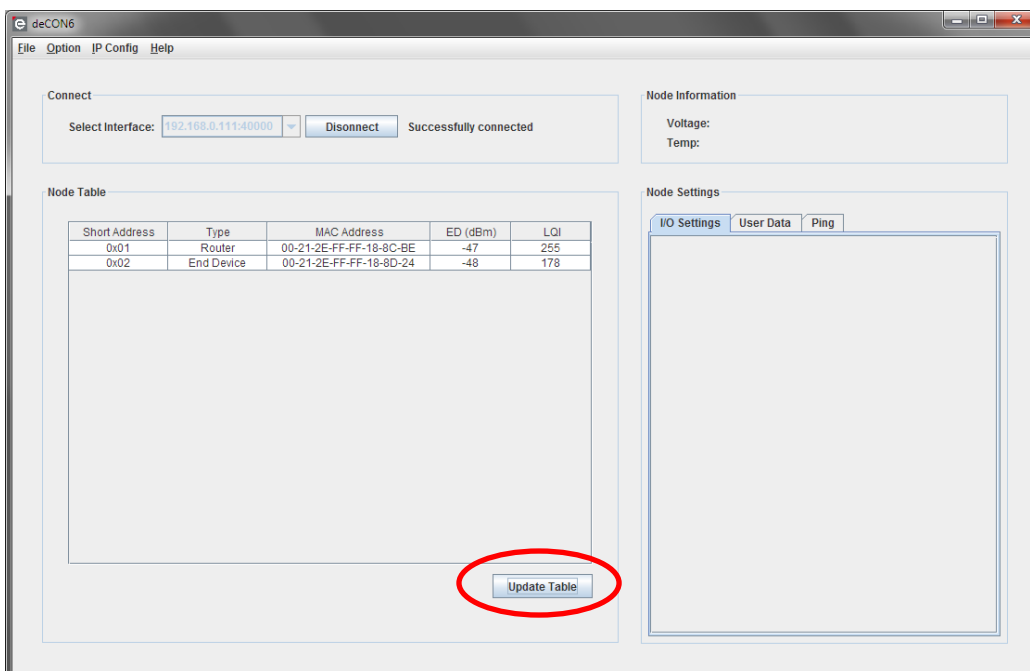 deCON6
File Option IP Config Help
Connect
Select Interface: 192.168.0.111:40000 Disonnect Successfully connected
Node Information
Voltage:
Temp:
Node Table
Short Address Type MAC Address ED (dBm) LQI
0x01 Router 00-21-2E-FF-FF-18-8C-BE -47 255
0x02 End Device 00-21-2E-FF-FF-18-8D-24 -48 178
Update Table
Node Settings
I/O Settings User Data Ping